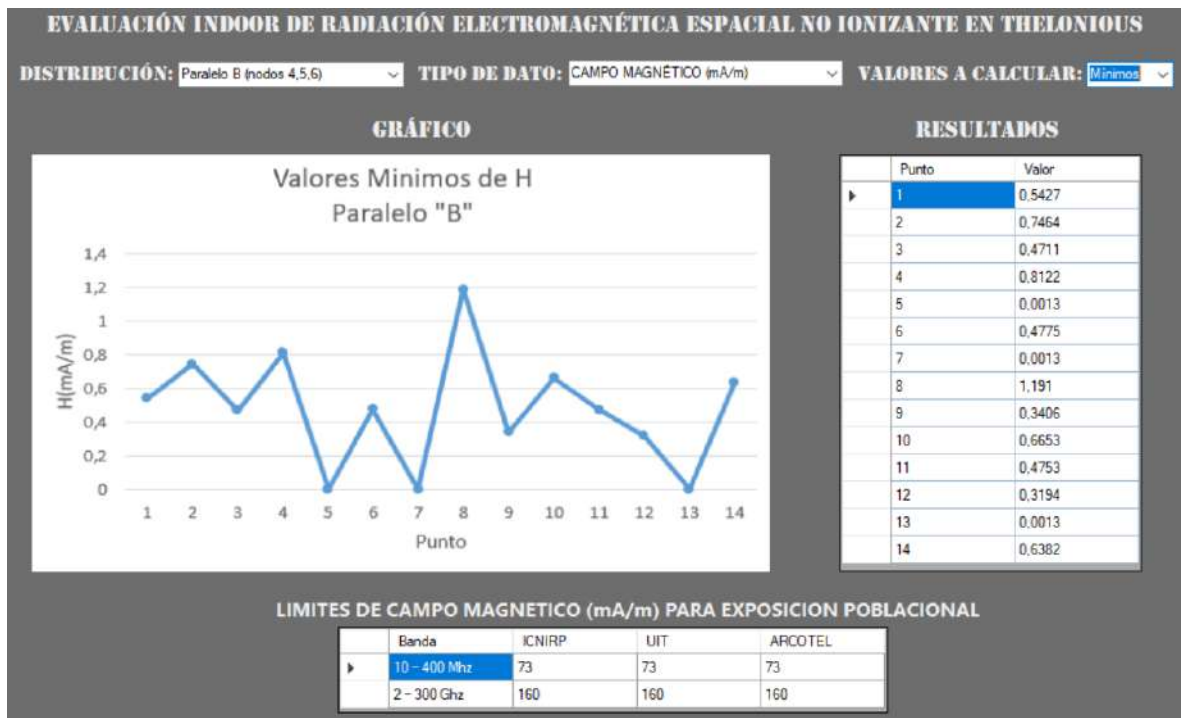 EVALUACIÓN INDOOR DE RADIACIÓN ELECTROMAGNÉTICA ESPACIAL NO IONIZANTE EN THELONIOUS
DISTRIBUCIÓN: Paralelo B (nodos 4,5,6) TIPO DE DATO: CAMPO MAGNÉTICO (mA/m) VALORES A CALCULAR: Minimos
GRÁFICO
Valores Minimos de H
Paralelo "B"
1,4
1,2
1
0,8
0,6
0,4
0,2
0
H(mA/m)
1 2 3 4 5 6 7 8 9 10 11 12 13 14
Punto
RESULTADOS
Punto Valor
1 0,5427
2 0,7464
3 0,4711
4 0,8122
5 0,0013
6 0,4775
7 0,0013
8 1,191
9 0,3406
10 0,6653
11 0,4753
12 0,3194
13 0,0013
14 0,6382
LIMITES DE CAMPO MAGNETICO (mA/m) PARA EXPOSICION POBLACIONAL
Banda ICNIRP UIT ARCOTEL
10 – 400 Mhz 73 73 73
2 – 300 Ghz 160 160 160